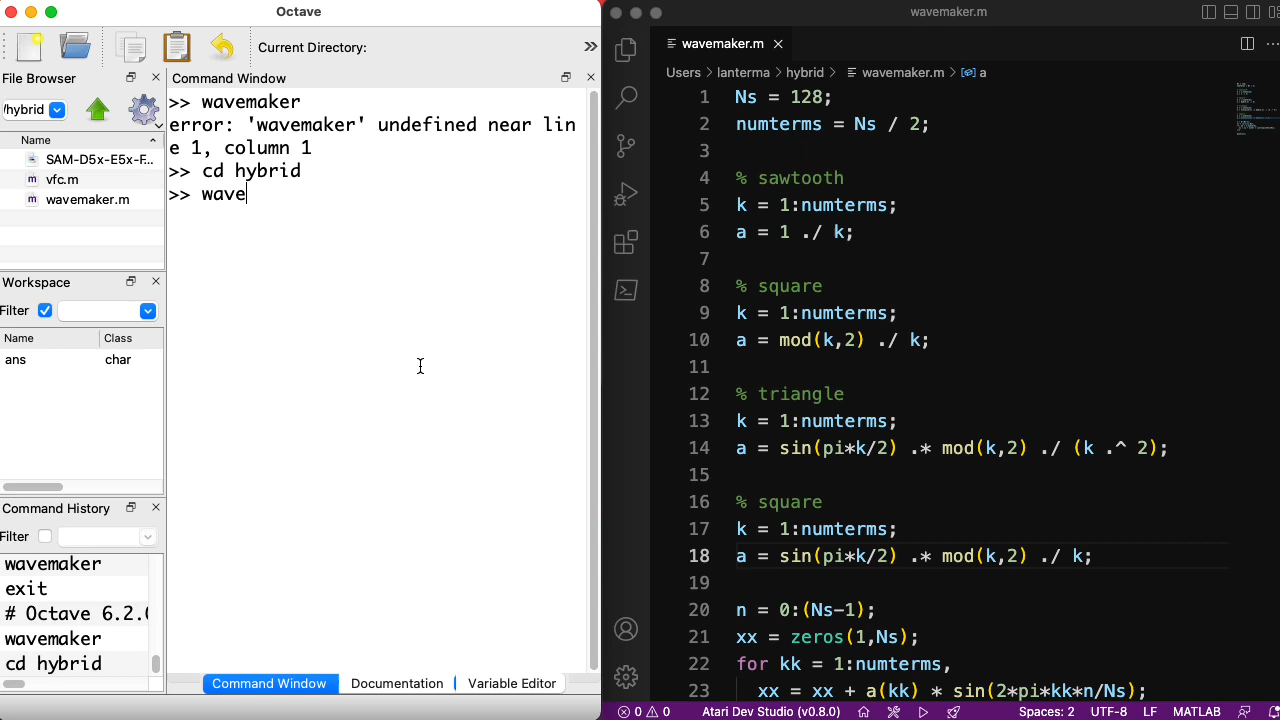 Octave
Current Directory:
»
File Browser
/hybrid
Name
SAM-D5x-E5x-F...
vfc.m
wavemaker.m
Workspace
Filter
Name Class
ans char
Command History
Filter
wavemaker
exit
# Octave 6.2.0
wavemaker
cd hybrid
Command Window
>> wavemaker
error: 'wavemaker' undefined near lin
e 1, column 1
>> cd hybrid
>> wave
Command Window Documentation Variable Editor
wavemaker.m
wavemaker.m
Users > lanterma > hybrid > wavemaker.m > a
1 Ns = 128;
2 numterms = Ns / 2;
3
4 % sawtooth
5 k = 1:numterms;
6 a = 1 ./ k;
7
8 % square
9 k = 1:numterms;
10 a = mod(k,2) ./ k;
11
12 % triangle
13 k = 1:numterms;
14 a = sin(pi*k/2) .* mod(k,2) ./ (k .^ 2);
15
16 % square
17 k = 1:numterms;
18 a = sin(pi*k/2) .* mod(k,2) ./ k;
19
20 n = 0:(Ns-1);
21 xx = zeros(1,Ns);
22 for kk = 1:numterms,
23 xx = xx + a(kk) * sin(2*pi*kk*n/Ns);
0 0 Atari Dev Studio (v0.8.0) Spaces: 2 UTF-8 LF MATLAB